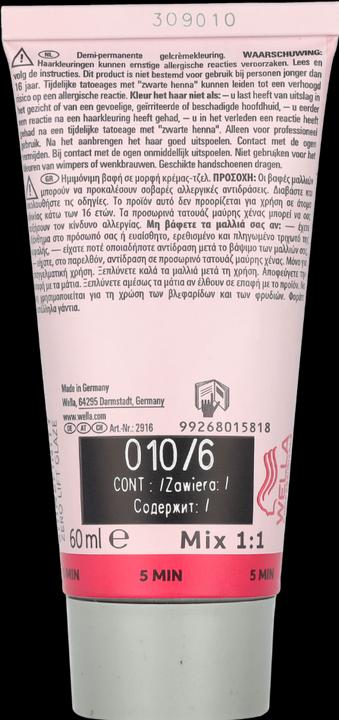 309010
NL Demi-permanente gelcrèmekleuring. WAARSCHUWING:
Haarkleuringen kunnen ernstige allergische reacties veroorzaken. Lees en
volg de instructies. Dit product is niet bestemd voor gebruik bij personen jonger dan
16 jaar. Tijdelijke tatoeages met "zwarte henna" kunnen leiden tot een verhoogd
risico op een allergische reactie. Kleur het haar niet als: – u last heeft van uitslag in
het gezicht of van een gevoelige, geïrriteerde of beschadigde hoofdhuid, – u eerder
een reactie na een haarkleuring heeft gehad, – u in het verleden een reactie heeft
gehad na een tijdelijke tatoeage met "zwarte henna". Alleen voor professioneel
gebruik. Na het aanbrengen het haar goed uitspoelen. Contact met de ogen
vermijden. Bij contact met de ogen onmiddellijk uitspoelen. Niet gebruiken voor het
kleuren van wimpers of wenkbrauwen. Geschikte handschoenen dragen.
GR Ημιμόνιμη βαφή σε μορφή κρέμας-τζελ. ΠΡΟΣΟΧΗ: Οι βαφές μαλλιών
μπορούν να προκαλέσουν σοβαρές αλλεργικές αντιδράσεις. Διαβάστε
τις οδηγίες. Το προϊόν αυτό δεν προορίζεται για χρήση σε άτομα
ηλικίας κάτω των 16 ετών. Τα προσωρινά τατουάζ μαύρης χένας μπορεί να
αυξήσουν τον κίνδυνο αλλεργίας. Μη βάφετε τα μαλλιά σας αν: — έχετε
εξάνθημα στο πρόσωπό σας ή ευαίσθητο, ερεθισμένο και πληγωμένο τριχωτό
— είχατε ποτέ οποιαδήποτε αντίδραση μετά το βάψιμο των μαλλιών
— είχατε, στο παρελθόν, αντίδραση σε προσωρινό τατουάζ μαύρης χένας. Μόνο
επαγγελματική χρήση. Ξεπλύνετε καλά τα μαλλιά μετά τη χρήση. Αποφεύγετε
με τα μάτια. Ξεπλύνετε αμέσως τα μάτια αν έλθουν σε επαφή με το προϊόν.
χρησιμοποιείται για τη χρώση των βλεφαρίδων και των φρυδιών.
γάντια.
Made in Germany
Wella, 64295 Darmstadt, Germany
www.wella.com
DE AT CH Art.-Nr.: 2916
99268015818
010/6
CONT : /Zawiera: /
Содержит: /
WELLA
60 ml e Mix 1:1
MIN 5 MIN 5 MIN